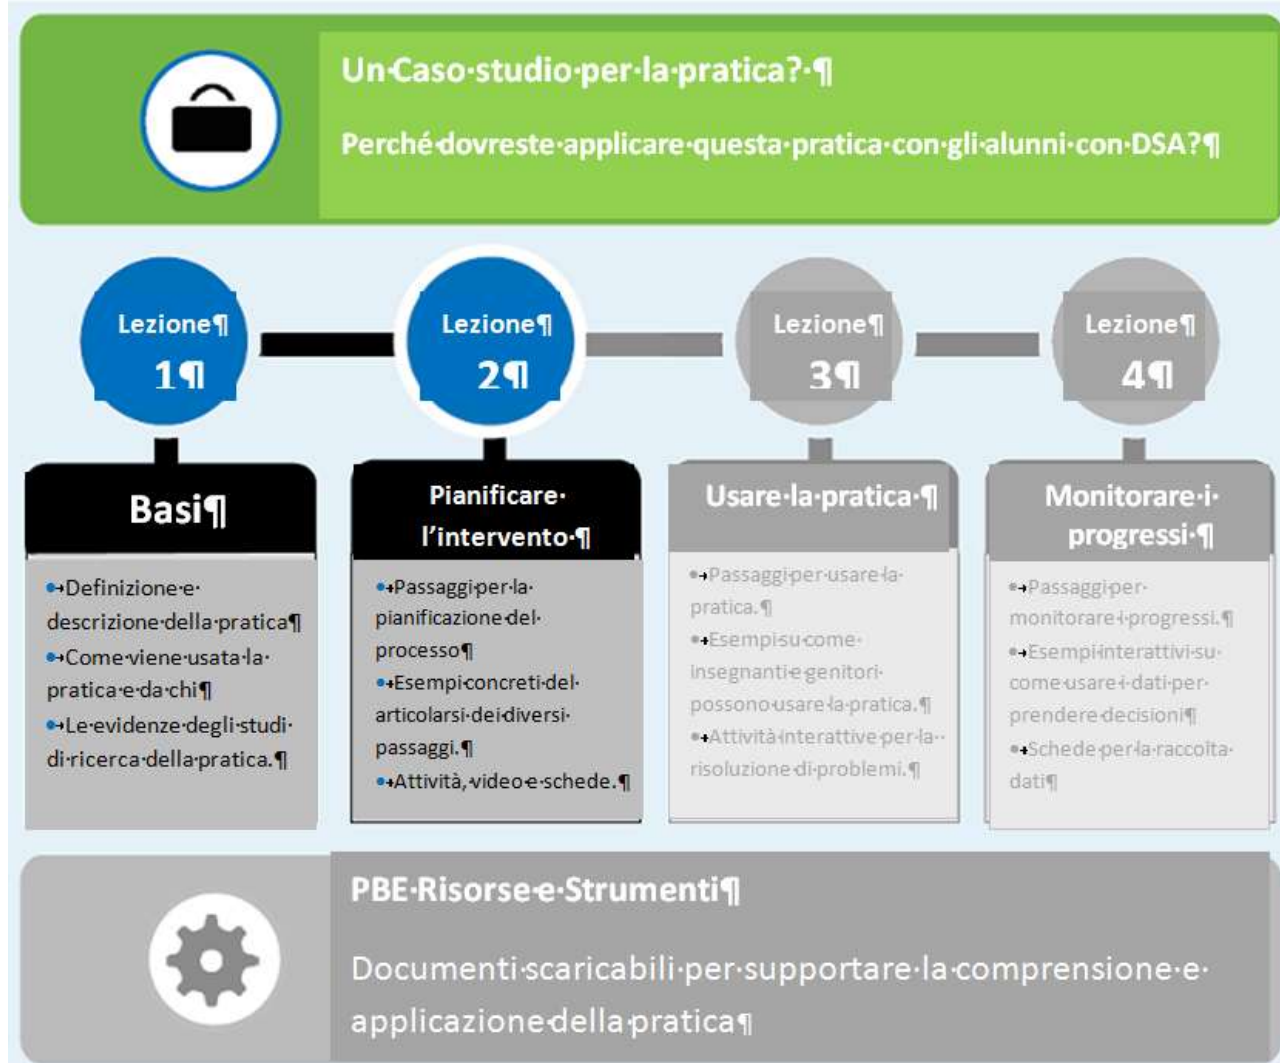 Un·Caso·studio·per·la·pratica?·¶
Perché·dovreste·applicare·questa·pratica·con·gli·alunni·con·DSA?¶
Lezione¶
1¶
Lezione¶
2¶
Lezione¶
3¶
Lezione¶
4¶
Basi¶
•→Definizione·e·
descrizione·della·pratica¶
•→Come·viene·usata·la·
pratica·e·da·chi¶
•→Le·evidenze·degli·studi·
di·ricerca·della·pratica.¶
Pianificare·
l’intervento·¶
•→Passaggi·per·la·
pianificazione·del·
processo¶
•→Esempi·concreti·del·
articolarsi·dei·diversi·
passaggi.¶
•→Attività,·video·e·schede.¶
Usare·la·pratica·¶
•→Passaggi·per·usare·la·
pratica.¶
•→Esempi·su·come·
insegnanti·e·genitori·
possono·usare·la·pratica.¶
•→Attività·interattive·per·la··
risoluzione·di·problemi.¶
Monitorare·i·
progressi·¶
•→Passaggi·per·
monitorare·i·progressi.¶
•→Esempi·interattivi·su·
come·usare·i·dati·per·
prendere·decisioni¶
•→Schede·per·la·raccolta·
dati¶
PBE·Risorse·e·Strumenti¶
Documenti·scaricabili·per·supportare·la·comprensione·e·
applicazione·della·pratica¶